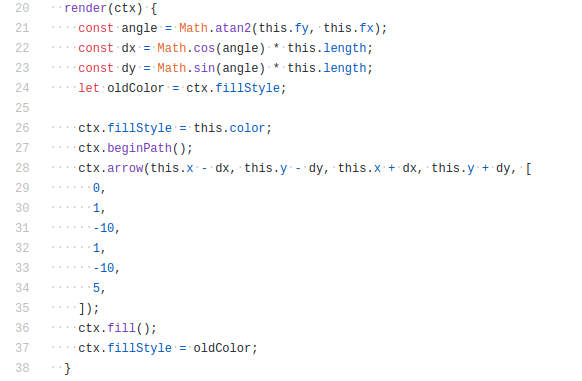 20 render(ctx) {
21 const angle = Math.atan2(this.fy, this.fx);
22 const dx = Math.cos(angle) * this.length;
23 const dy = Math.sin(angle) * this.length;
24 let oldColor = ctx.fillStyle;
25
26 ctx.fillStyle = this.color;
27 ctx.beginPath();
28 ctx.arrow(this.x - dx, this.y - dy, this.x + dx, this.y + dy, [
29 0,
30 1,
31 -10,
32 1,
33 -10,
34 5,
35 ]);
36 ctx.fill();
37 ctx.fillStyle = oldColor;
38 }